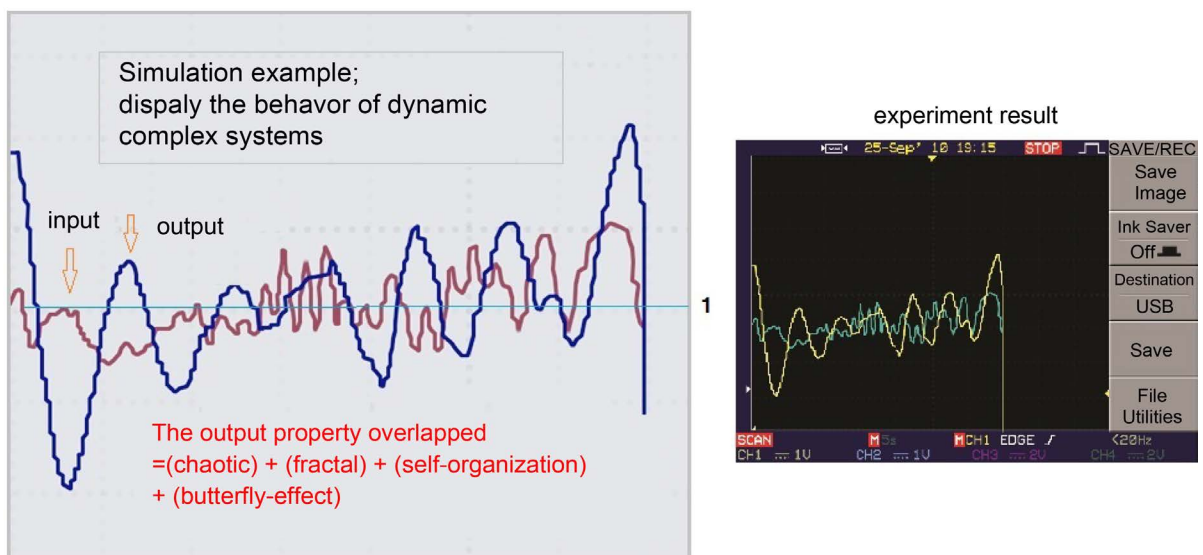 Simulation example;
dispaly the behavor of dynamic
complex systems
input
output
The output property overlapped
=(chaotic) + (fractal) + (self-organization)
+ (butterfly-effect)
1
experiment result
25-Sep' 10 19:15 STOP SAVE/REC
Save
Image
Ink Saver
Off
Destination
USB
Save
File
Utilities
SCAN M 5s M CH1 EDGE <20Hz
CH1 1V CH2 1V CH3 2V CH4 2V